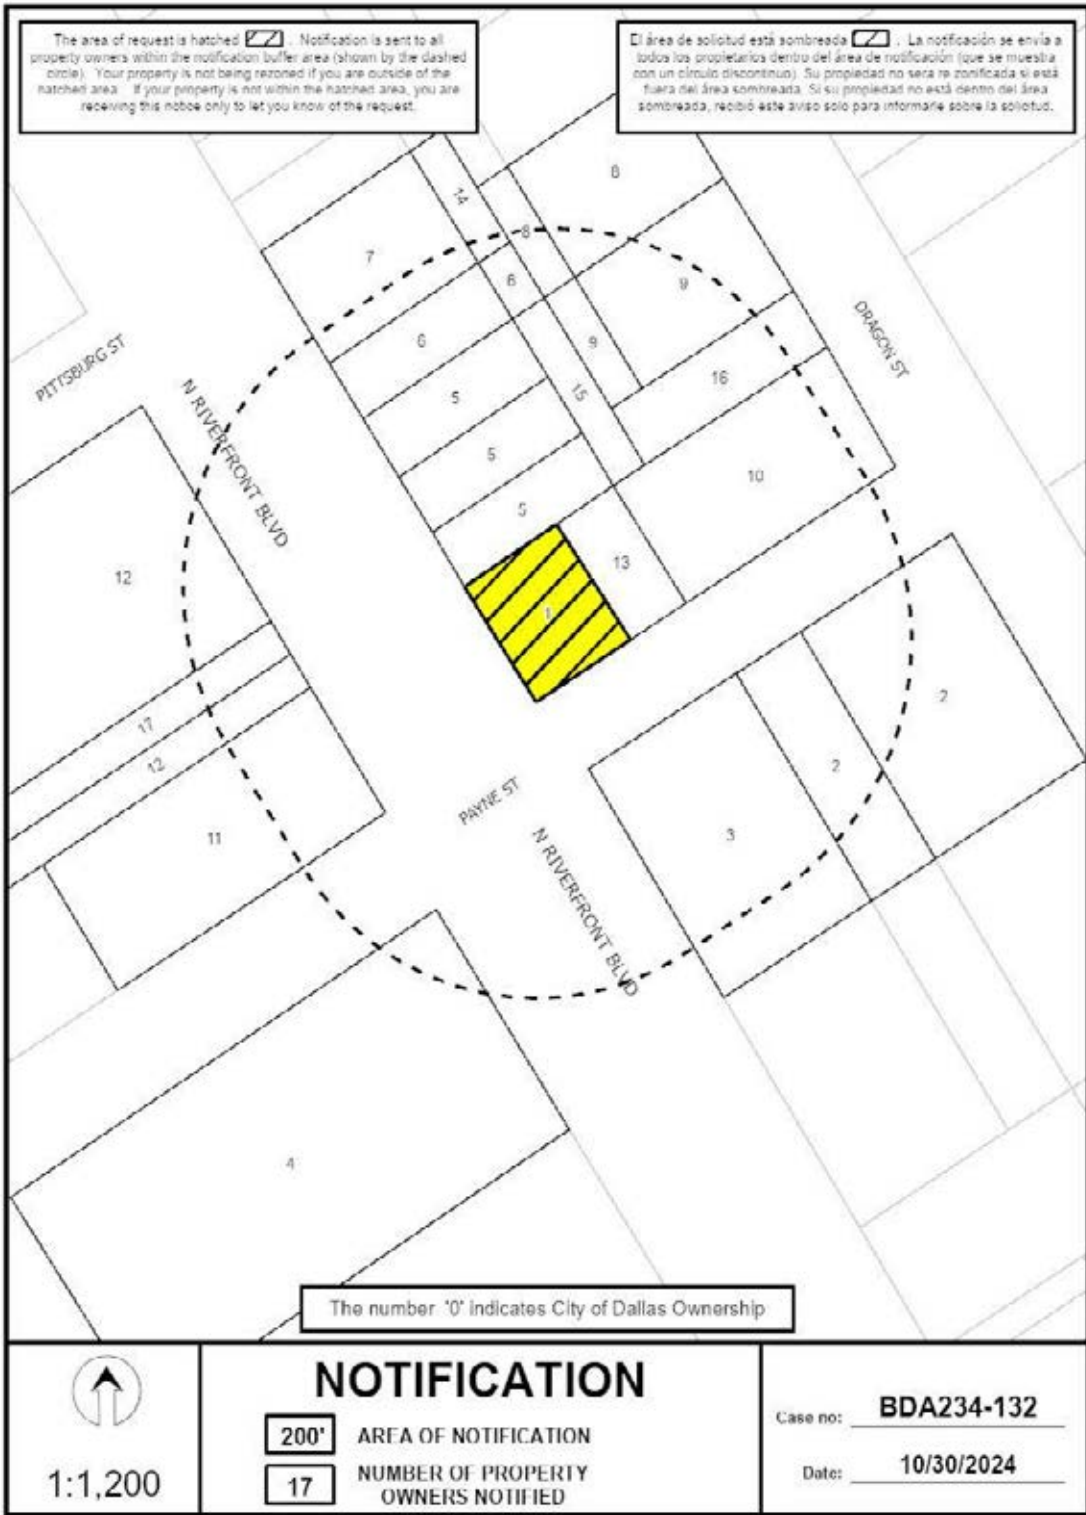 The area of request is hatched . Notification is sent to all
property owners within the notification buffer area (shown by the dashed
circle). Your property is not being rezoned if you are outside of the
hatched area. If your property is not within the hatched area, you are
receiving this notice only to let you know of the request.
El área de solicitud está sombreada . La notificación se envía a
todos los propietarios dentro del área de notificación (que se muestra
con un círculo discontinuo). Su propiedad no sera re zonificada si está
fuera del área sombreada. Si su propiedad no está dentro del área
sombreada, recibió este aviso solo para informarle sobre la solicitud.
8
14
8
7
6
9
DRAGON ST
PITTSBURG ST
6
9
16
15
5
N RIVERFRONT BLVD
5
10
5
13
12
1
2
17
12
2
PAYNE ST
11
3
N RIVERFRONT BLVD
4
The number '0' indicates City of Dallas Ownership
1:1,200
NOTIFICATION
200' AREA OF NOTIFICATION
17 NUMBER OF PROPERTY
OWNERS NOTIFIED
Case no: BDA234-132
Date: 10/30/2024